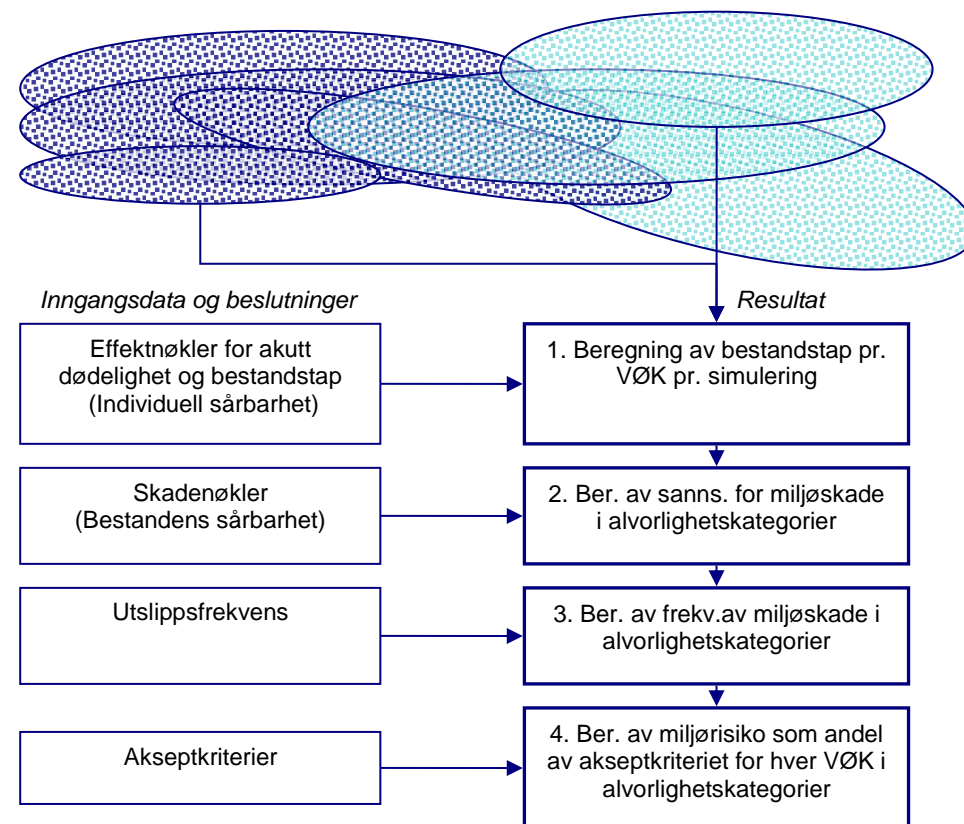 Inngangsdata og beslutninger
Resultat
Effektnøkler for akutt
dødelighet og bestandstap
(Individuell sårbarhet)
1. Beregning av bestandstap pr.
VØK pr. simulering
Skadenøkler
(Bestandens sårbarhet)
2. Ber. av sanns. for miljøskade
i alvorlighetskategorier
Utslippsfrekvens
3. Ber. av frekv.av miljøskade i
alvorlighetskategorier
Akseptkriterier
4. Ber. av miljørisiko som andel
av akseptkriteriet for hver VØK i
alvorlighetskategorier